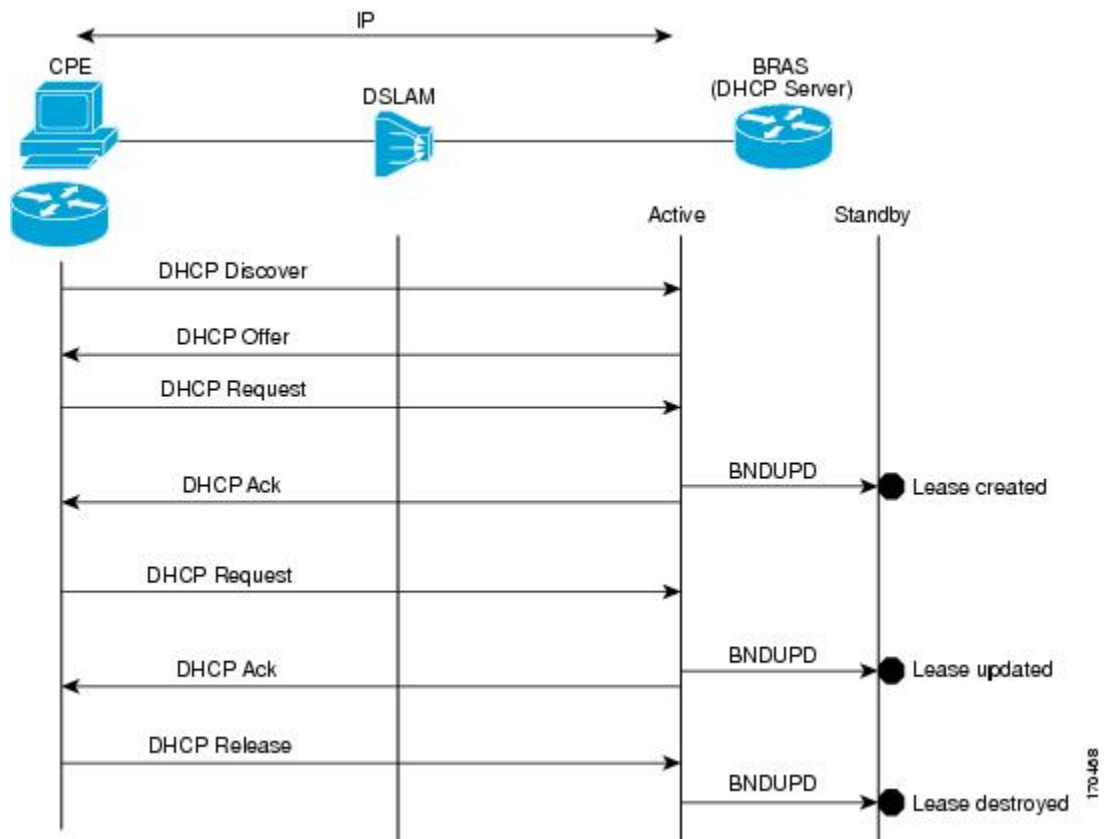 IP
CPE
DSLAM
BRAS
(DHCP Server)
Active
Standby
DHCP Discover
DHCP Offer
DHCP Request
DHCP Ack
BNDUPD
Lease created
DHCP Request
DHCP Ack
BNDUPD
Lease updated
DHCP Release
BNDUPD
Lease destroyed
170468